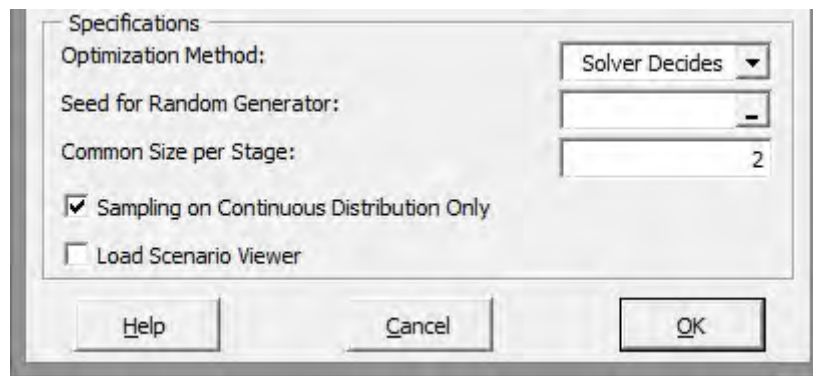 Specifications
Optimization Method: Solver Decides
Seed for Random Generator:
Common Size per Stage: 2
Sampling on Continuous Distribution Only
Load Scenario Viewer
Help Cancel OK